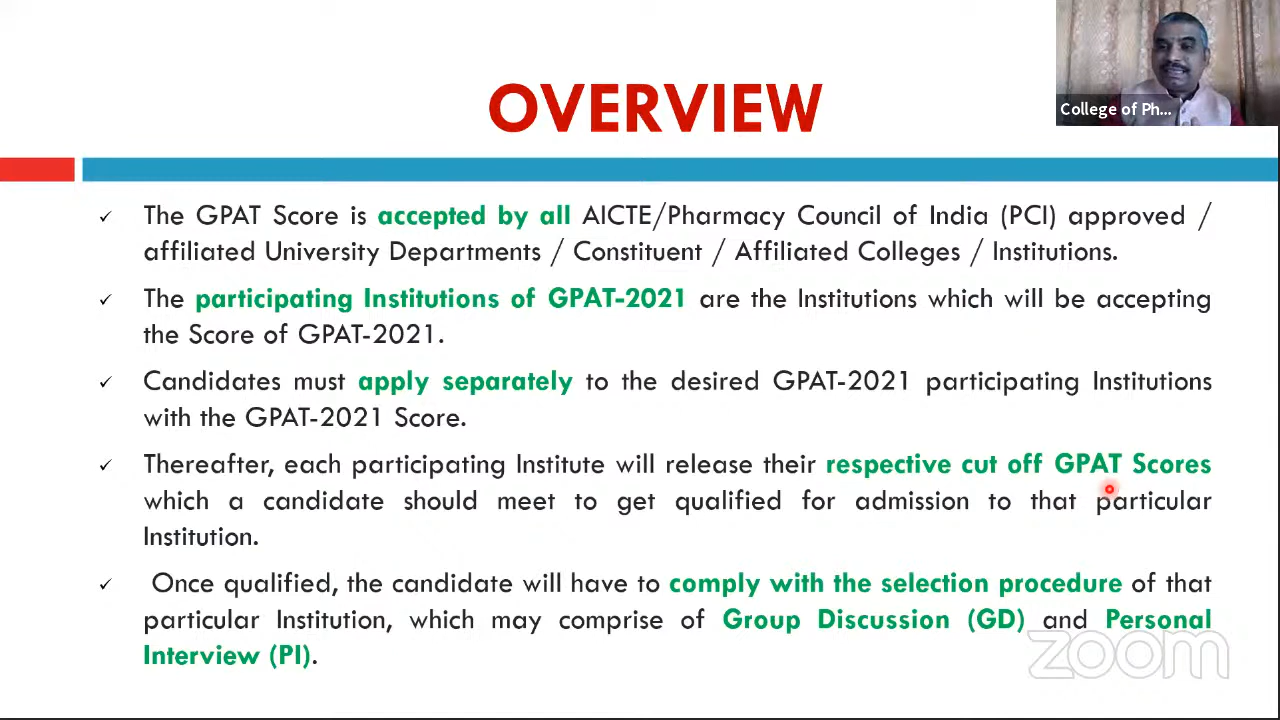 College of Ph...
OVERVIEW
✓ The GPAT Score is accepted by all AICTE/Pharmacy Council of India (PCI) approved /
affiliated University Departments / Constituent / Affiliated Colleges / Institutions.
✓ The participating Institutions of GPAT-2021 are the Institutions which will be accepting
the Score of GPAT-2021.
✓ Candidates must apply separately to the desired GPAT-2021 participating Institutions
with the GPAT-2021 Score.
✓ Thereafter, each participating Institute will release their respective cut off GPAT Scores
which a candidate should meet to get qualified for admission to that particular
Institution.
✓ Once qualified, the candidate will have to comply with the selection procedure of that
particular Institution, which may comprise of Group Discussion (GD) and Personal
Interview (PI).
zoom